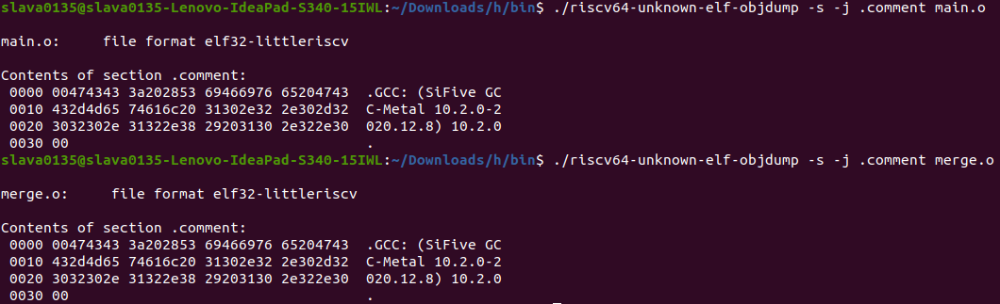 slava0135@slava0135-Lenovo-IdeaPad-S340-15IWL:~/Downloads/h/bin$ ./riscv64-unknown-elf-objdump -s -j .comment main.o
main.o:     file format elf32-littleriscv
Contents of section .comment:
 0000 00474343 3a202853 69466976 65204743  .GCC: (SiFive GC
 0010 432d4d65 74616c20 31302e32 2e302d32  C-Metal 10.2.0-2
 0020 3032302e 31322e38 29203130 2e322e30  020.12.8) 10.2.0
 0030 00                                   .
slava0135@slava0135-Lenovo-IdeaPad-S340-15IWL:~/Downloads/h/bin$ ./riscv64-unknown-elf-objdump -s -j .comment merge.o
merge.o:     file format elf32-littleriscv
Contents of section .comment:
 0000 00474343 3a202853 69466976 65204743  .GCC: (SiFive GC
 0010 432d4d65 74616c20 31302e32 2e302d32  C-Metal 10.2.0-2
 0020 3032302e 31322e38 29203130 2e322e30  020.12.8) 10.2.0
 0030 00                                   .